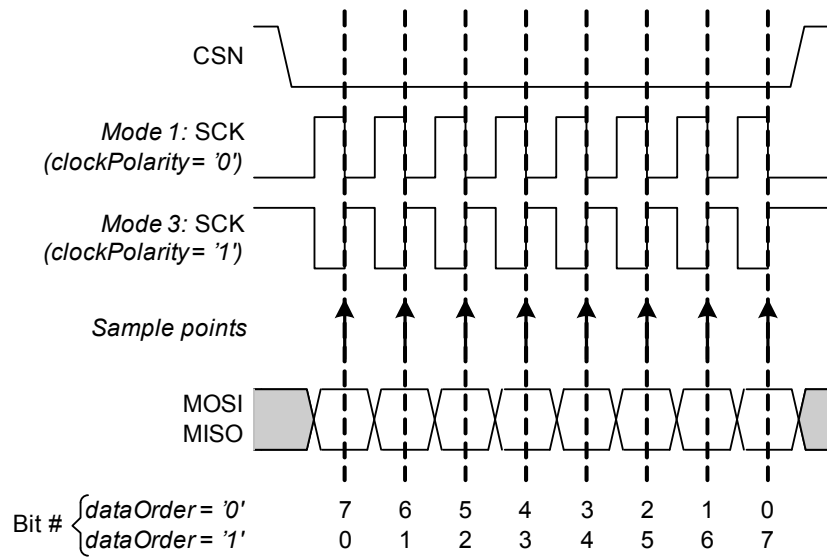 CSN
Mode 1: SCK
(clockPolarity= '0')
Mode 3: SCK
(clockPolarity= '1')
Sample points
MOSI
MISO
Bit # { dataOrder = '0' 7 6 5 4 3 2 1 0
dataOrder = '1' 0 1 2 3 4 5 6 7